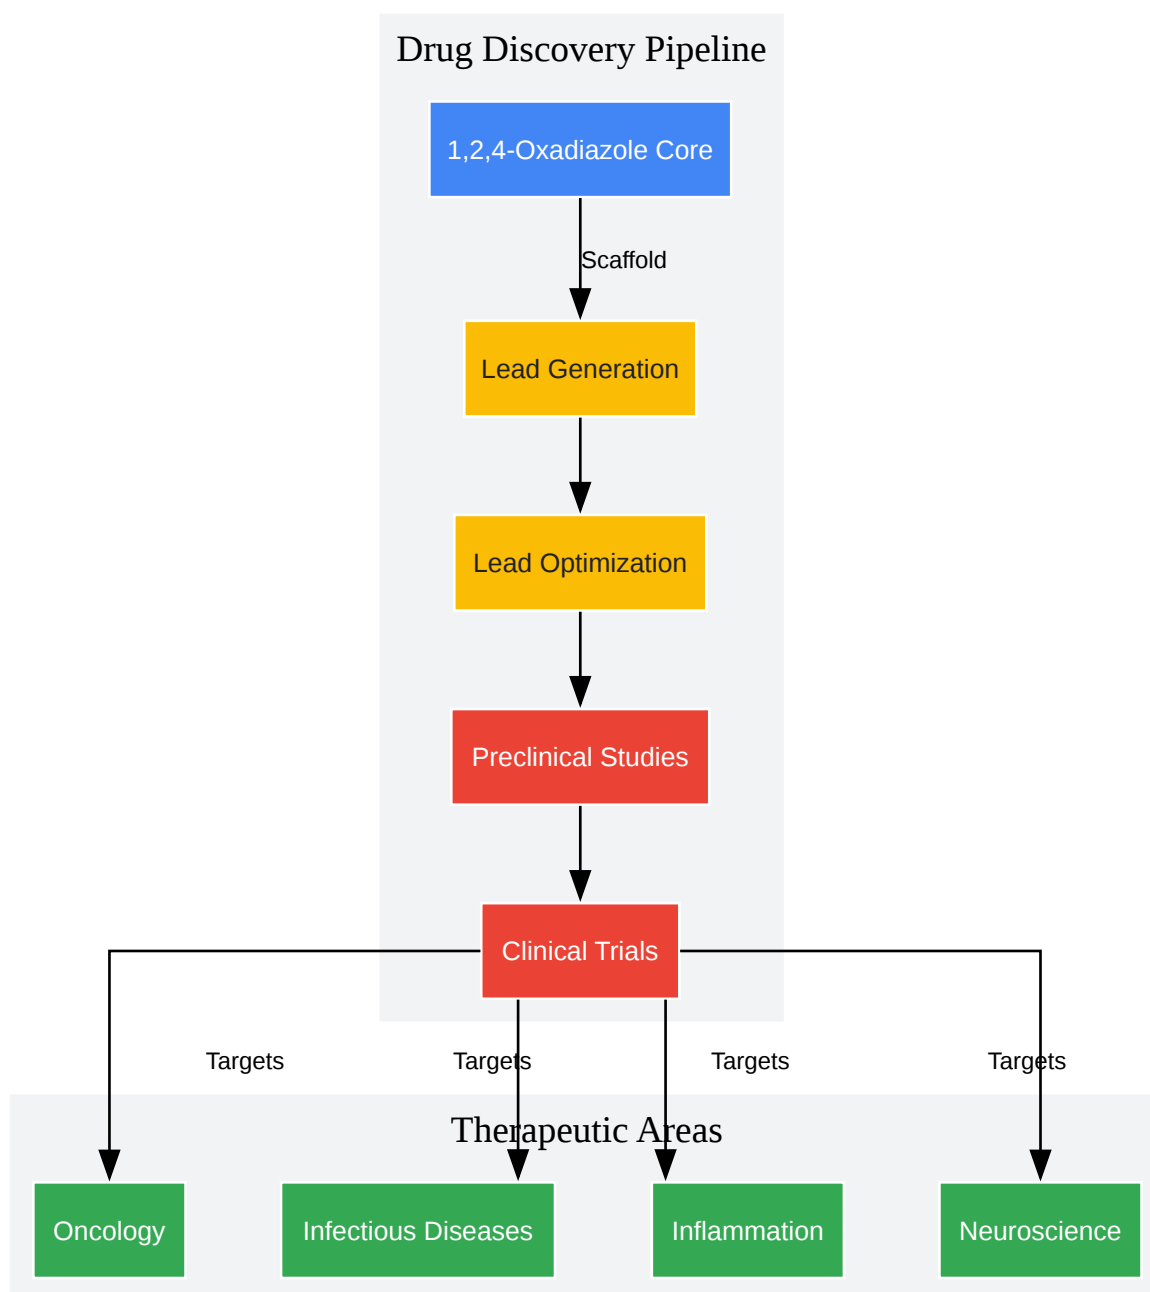 Drug Discovery Pipeline
1,2,4-Oxadiazole Core
Scaffold
Lead Generation
Lead Optimization
Preclinical Studies
Clinical Trials
Targets
Targets
Targets
Targets
Therapeutic Areas
Oncology
Infectious Diseases
Inflammation
Neuroscience